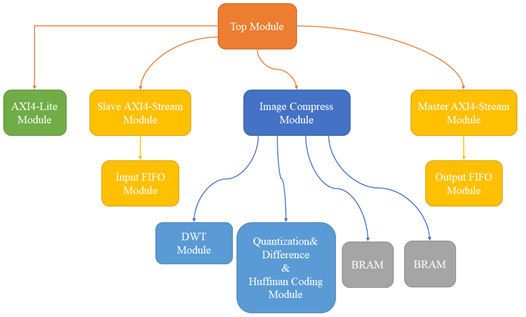 Top Module
AXI4-Lite
Module
Slave AXI4-Stream
Module
Image Compress
Module
Master AXI4-Stream
Module
Input FIFO
Module
Output FIFO
Module
DWT
Module
Quantization&
Difference
&
Huffman Coding
Module
BRAM
BRAM